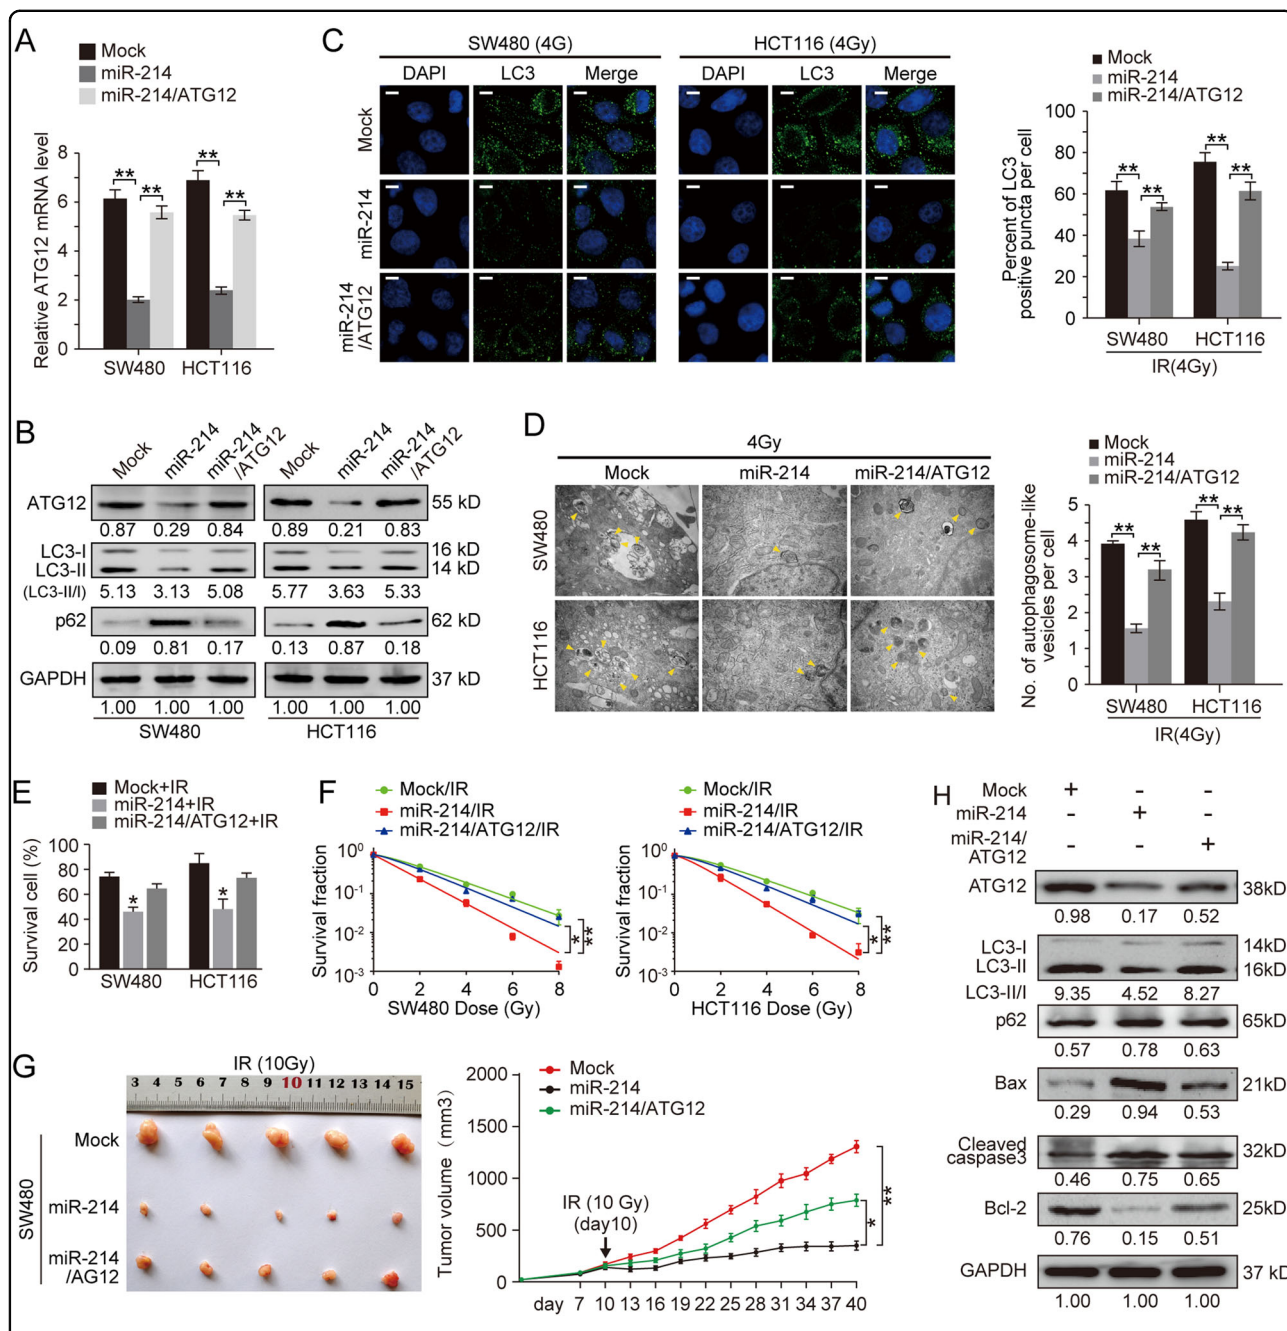 A
Mock
miR-214
miR-214/ATG12
Relative ATG12 mRNA level
8
6
4
2
0
SW480 HCT116
** ** ** **
B
Mock miR-214 miR-214/ATG12 Mock miR-214 miR-214/ATG12
ATG12 55 kD
0.87 0.29 0.84 0.89 0.21 0.83
LC3-I 16 kD
LC3-II 14 kD
(LC3-II/I) 5.13 3.13 5.08 5.77 3.63 5.33
p62 62 kD
0.09 0.81 0.17 0.13 0.87 0.18
GAPDH 37 kD
1.00 1.00 1.00 1.00 1.00 1.00
SW480 HCT116
C
SW480 (4G) HCT116 (4Gy)
DAPI LC3 Merge DAPI LC3 Merge
Mock
miR-214
miR-214
/ATG12
Mock
miR-214
miR-214/ATG12
Percent of LC3
positive puncta per cell
100
80
60
40
20
0
** ** ** **
SW480 HCT116
IR(4Gy)
D
4Gy
Mock miR-214 miR-214/ATG12
SW480
HCT116
Mock
miR-214
miR-214/ATG12
No. of autophagosome-like
vesicles per cell
5
4
3
2
1
0
** ** ** **
SW480 HCT116
IR(4Gy)
E
Mock+IR
miR-214+IR
miR-214/ATG12+IR
Survival cell (%)
100
80
60
40
20
0
* *
SW480 HCT116
F
Mock/IR
miR-214/IR
miR-214/ATG12/IR
Survival fraction
100
10-1
10-2
10-3
0 2 4 6 8
SW480 Dose (Gy)
* **
Mock/IR
miR-214/IR
miR-214/ATG12/IR
Survival fraction
100
10-1
10-2
10-3
0 2 4 6 8
HCT116 Dose (Gy)
* **
G
IR (10Gy)
3 4 5 6 7 8 9 10 11 12 13 14 15
SW480
Mock
miR-214
miR-214
/AG12
Mock
miR-214
miR-214/ATG12
Tumor volume (mm3)
2000
1500
1000
500
0
IR (10 Gy)
(day10)
* **
day 7 10 13 16 19 22 25 28 31 34 37 40
H
Mock + - -
miR-214 - + -
miR-214/
ATG12 - - +
ATG12 38kD
0.98 0.17 0.52
LC3-I 14kD
LC3-II 16kD
LC3-II/I 9.35 4.52 8.27
p62 65kD
0.57 0.78 0.63
Bax 21kD
0.29 0.94 0.53
Cleaved
caspase3 32kD
0.46 0.75 0.65
Bcl-2 25kD
0.76 0.15 0.51
GAPDH 37 kD
1.00 1.00 1.00